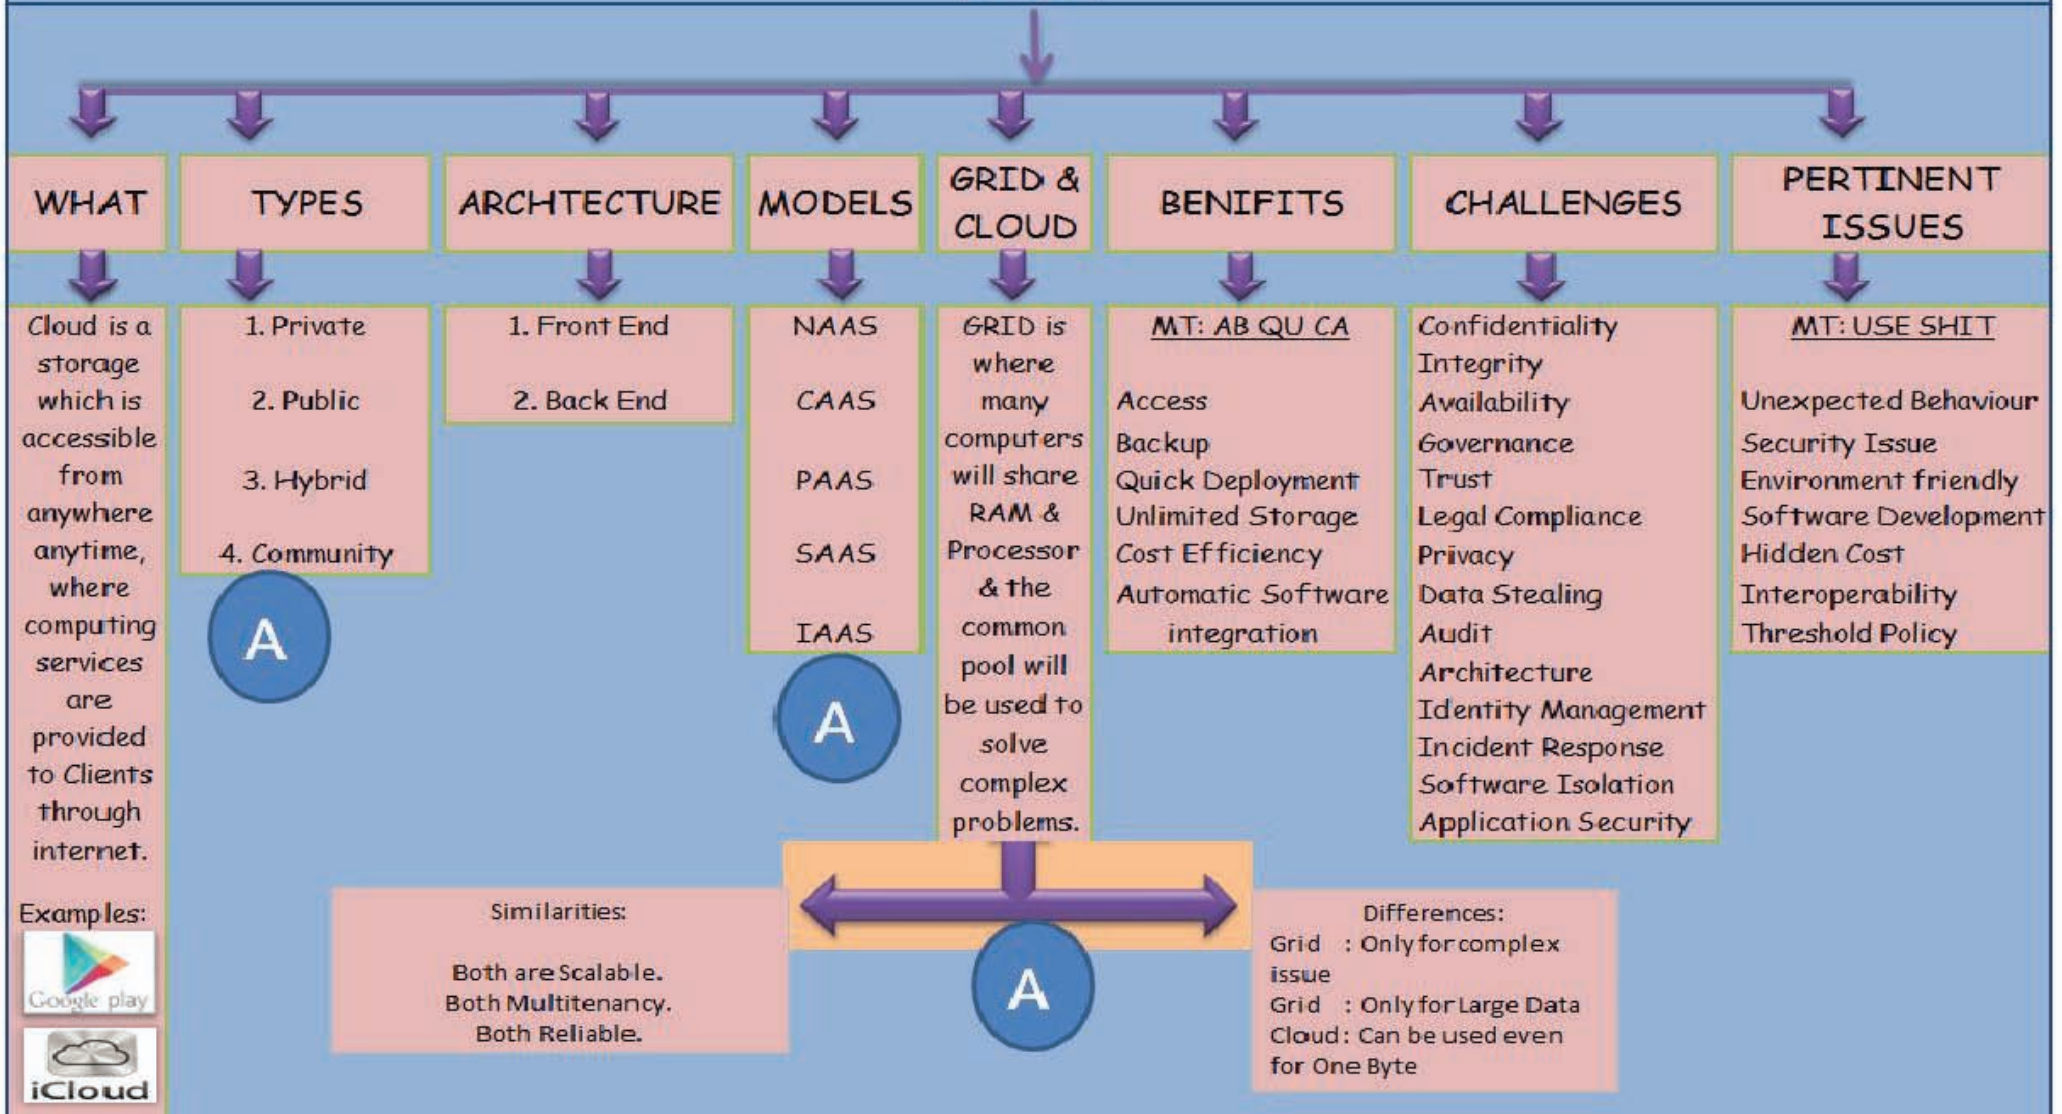 WHAT
TYPES
ARCHTECTURE
MODELS
GRID &
CLOUD
BENIFITS
CHALLENGES
PERTINENT
ISSUES
Cloud is a
storage
which is
accessible
from
anywhere
anytime,
where
computing
services
are
provided
to Clients
through
internet.
Examples:
Google play
iCloud
1. Private
2. Public
3. Hybrid
4. Community
A
1. Front End
2. Back End
NAAS
CAAS
PAAS
SAAS
IAAS
A
GRID is
where
many
computers
will share
RAM &
Processor
& the
common
pool will
be used to
solve
complex
problems.
MT: AB QU CA
Access
Backup
Quick Deployment
Unlimited Storage
Cost Efficiency
Automatic Software
integration
Confidentiality
Integrity
Availability
Governance
Trust
Legal Compliance
Privacy
Data Stealing
Audit
Architecture
Identity Management
Incident Response
Software Isolation
Application Security
MT: USE SHIT
Unexpected Behaviour
Security Issue
Environment friendly
Software Development
Hidden Cost
Interoperability
Threshold Policy
Similarities:
Both are Scalable.
Both Multitenancy.
Both Reliable.
A
Differences:
Grid : Only for complex
issue
Grid : Only for Large Data
Cloud : Can be used even
for One Byte